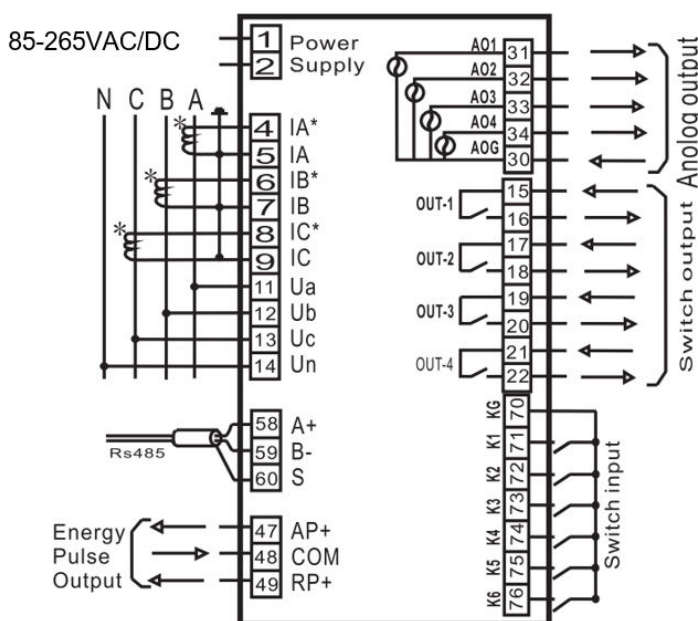 85-265VAC/DC
1 Power
2 Supply
N C B A
* 4 IA*
5 IA
* 6 IB*
7 IB
* 8 IC*
9 IC
11 Ua
12 Ub
13 Uc
14 Un
Rs485
58 A+
59 B-
60 S
Energy
Pulse
Output
47 AP+
48 COM
49 RP+
AO1 31
AO2 32
AO3 33
AO4 34
AOG 30
Anolog output
OUT-1
15
16
OUT-2
17
18
OUT-3
19
20
OUT-4
21
22
Switch output
KG 70
K1 71
K2 72
K3 73
K4 74
K5 75
K6 76
Switch input